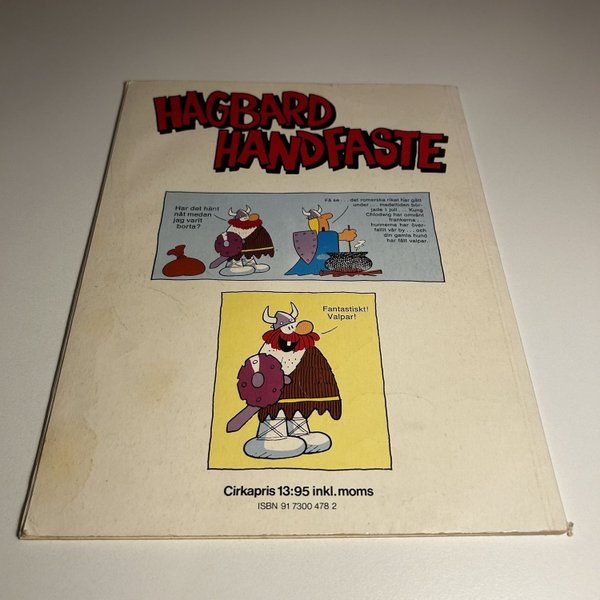 HAGBARD
HANDFASTE
Har det hänt
nåt medan
jag varit
borta?
Få se . . . det romerska riket har gått
under . . . medeltiden bör-
jade i juli . . . Kung
Chlodwig har omvänt
frankerna . . .
hunnerna har över-
fallit vår by . . . och
din gamla hund
har fått valpar.
Fantastiskt!
Valpar!
Cirkapris 13:95 inkl. moms
ISBN 91 7300 478 2